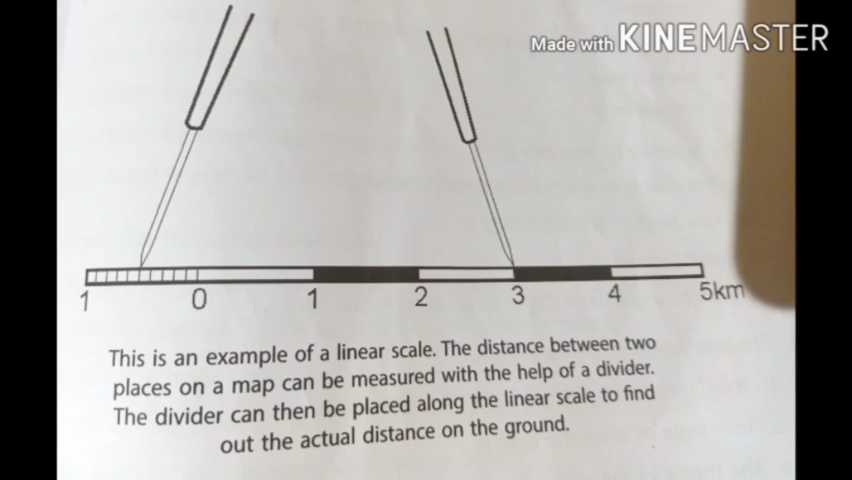 Made with KINEMASTER
1 0 1 2 3 4 5km
This is an example of a linear scale. The distance between two
places on a map can be measured with the help of a divider.
The divider can then be placed along the linear scale to find
out the actual distance on the ground.